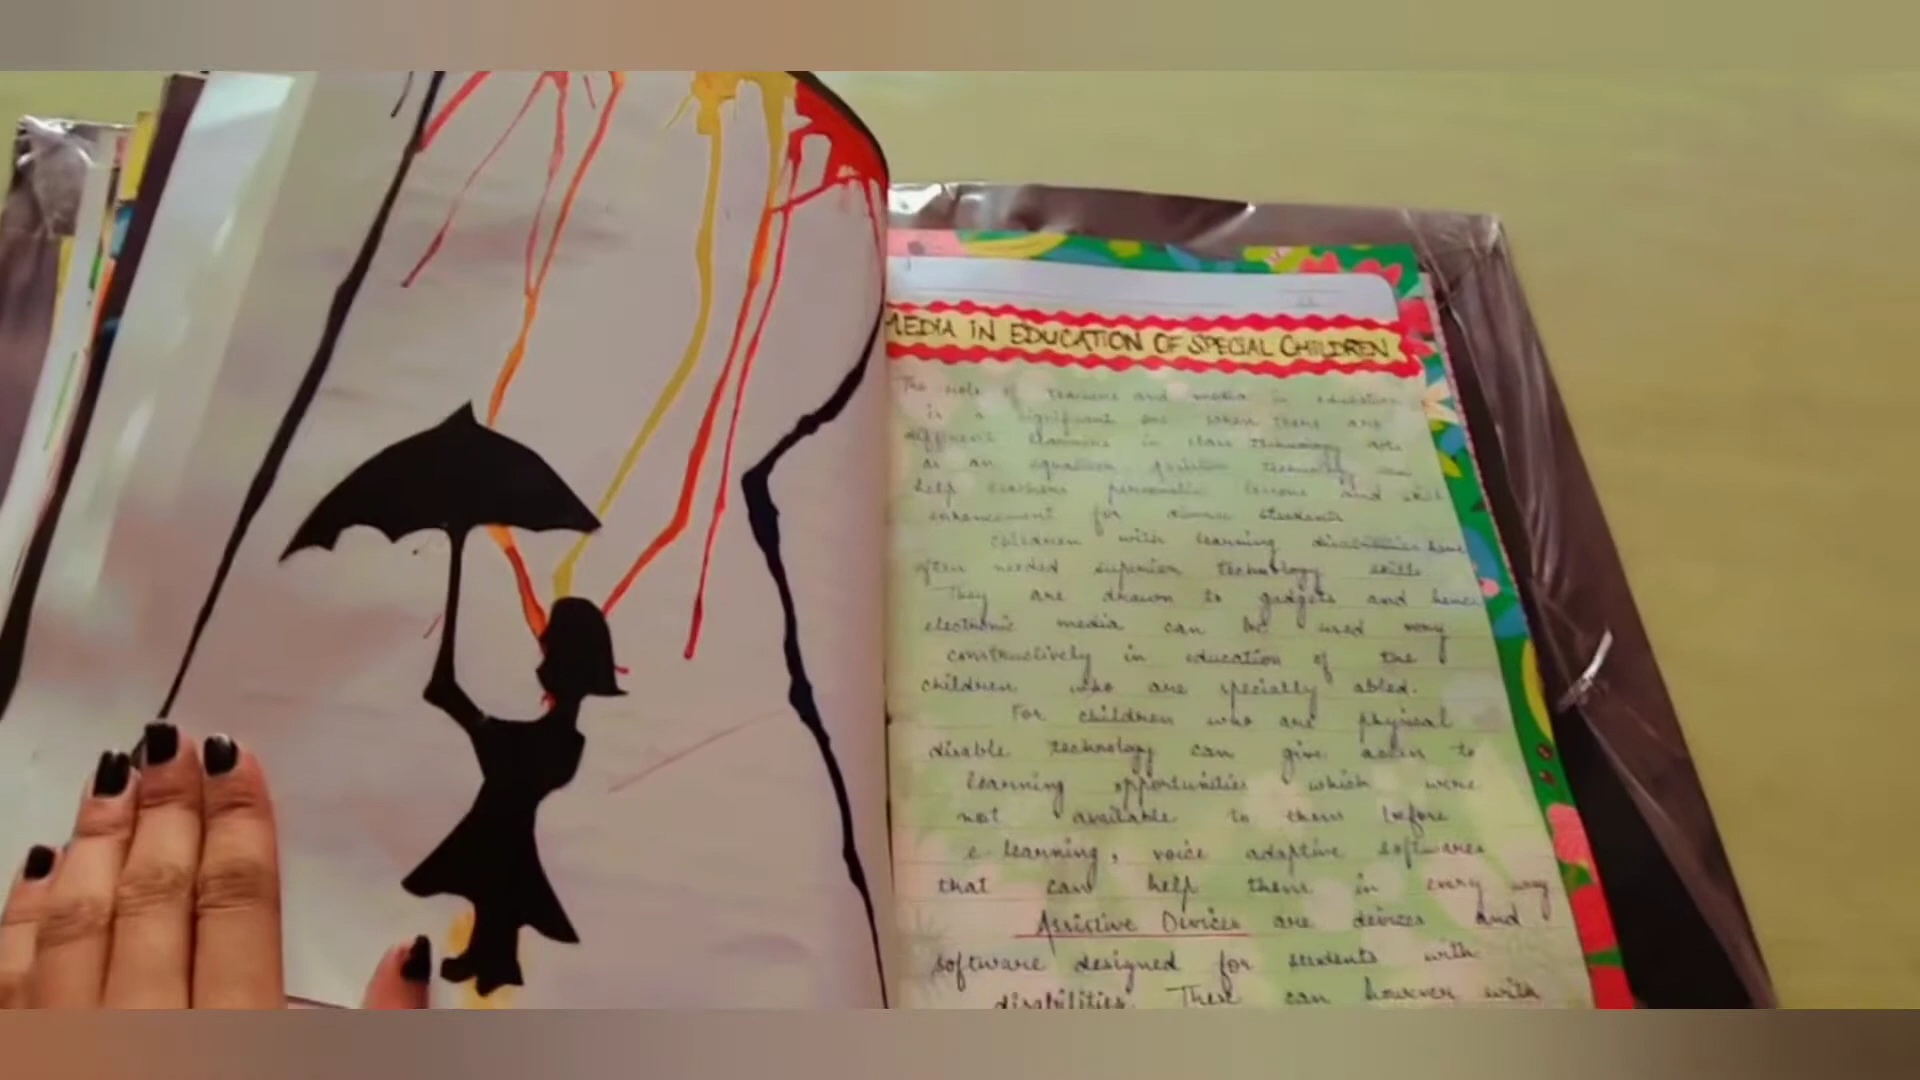 MEDIA IN EDUCATION OF SPECIAL CHILDREN
The role of teachers and media in education
is a significant one when there are
different learners in class technology acts
as an
help teachers personalize lessons and skill
enhancement for students
children with learning disabilities have
often needed superior technology skills
They are drawn to gadgets and hence
electronic media can be used very
constructively in education of the
children who are specially abled.
For children who are physical
disable technology can give access to
learning opportunities which were
not available to them before
e-learning, voice adaptive softwares
that can help them in every way
Assistive Devices are devices and
software designed for students with
disabilities. These can however with